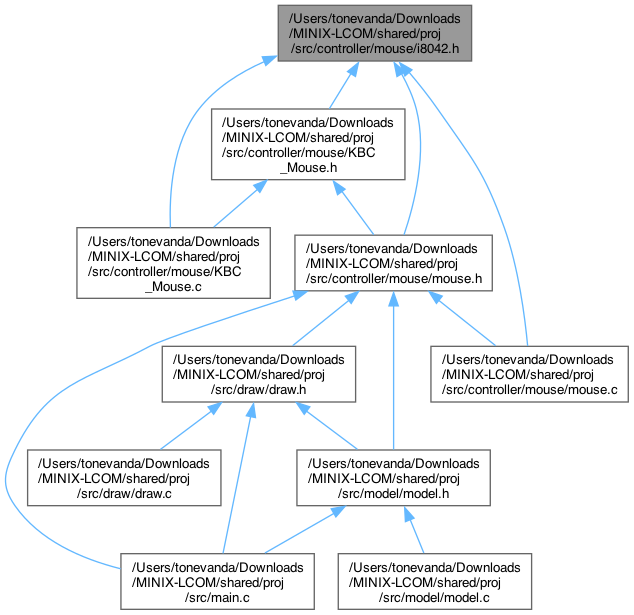 /Users/tonevanda/Downloads
/MINIX-LCOM/shared/proj
/src/controller/mouse/i8042.h
/Users/tonevanda/Downloads
/MINIX-LCOM/shared/proj
/src/controller/mouse/KBC
_Mouse.h
/Users/tonevanda/Downloads
/MINIX-LCOM/shared/proj
/src/controller/mouse/KBC
_Mouse.c
/Users/tonevanda/Downloads
/MINIX-LCOM/shared/proj
/src/controller/mouse/mouse.h
/Users/tonevanda/Downloads
/MINIX-LCOM/shared/proj
/src/draw/draw.h
/Users/tonevanda/Downloads
/MINIX-LCOM/shared/proj
/src/controller/mouse/mouse.c
/Users/tonevanda/Downloads
/MINIX-LCOM/shared/proj
/src/draw/draw.c
/Users/tonevanda/Downloads
/MINIX-LCOM/shared/proj
/src/model/model.h
/Users/tonevanda/Downloads
/MINIX-LCOM/shared/proj
/src/main.c
/Users/tonevanda/Downloads
/MINIX-LCOM/shared/proj
/src/model/model.c